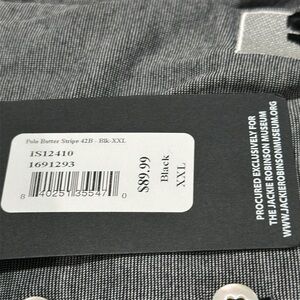 Polo Butter Stripe 42B - Blk-XXL
IS12410
1691293
8 40251 35547 0
$89.99
Black
XXL
PROCURED EXCLUSIVELY FOR
THE JACKIE ROBINSON MUSEUM
WWW.JACKIEROBINSONMUSEUM.ORG